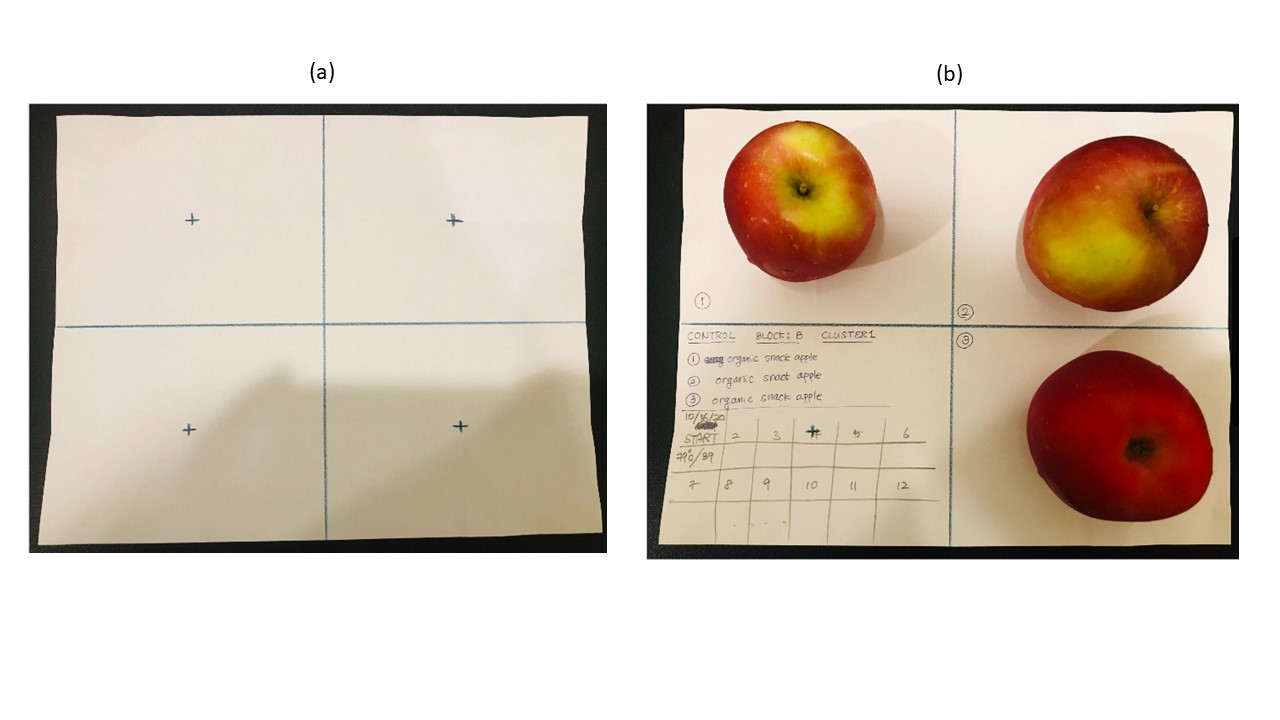 (a)
(b)
1
2
CONTROL BLOCK: B CLUSTER 1
3
1 organic snack apple
2 organic snack apple
3 organic snack apple
10/16/20
START 2 3 4 5 6
79°/89
7 8 9 10 11 12